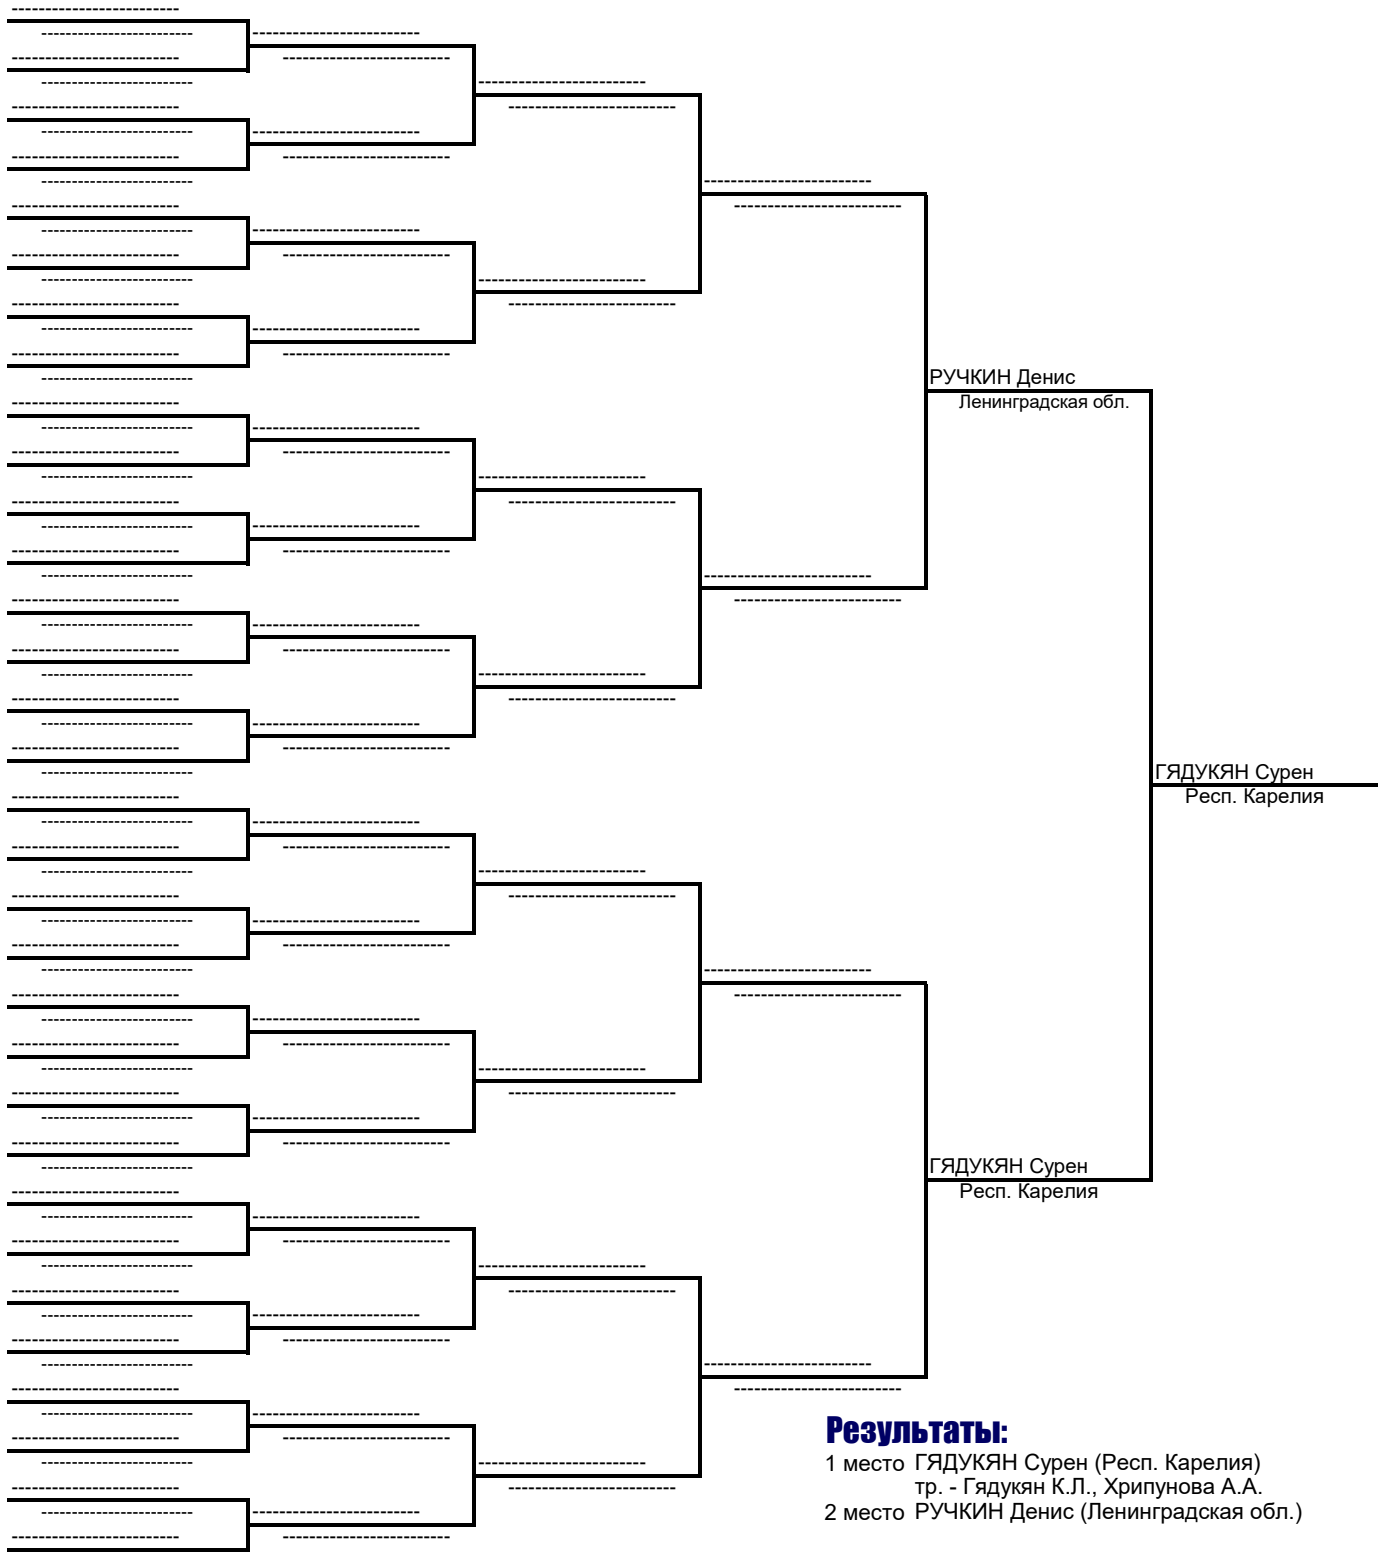 РУЧКИН Денис
Ленинградская обл.
ГЯДУКЯН Сурен
Респ. Карелия
ГЯДУКЯН Сурен
Респ. Карелия
Результаты:
1 место ГЯДУКЯН Сурен (Респ. Карелия)
тр. - Гядукян К.Л., Хрипунова А.А.
2 место РУЧКИН Денис (Ленинградская обл.)